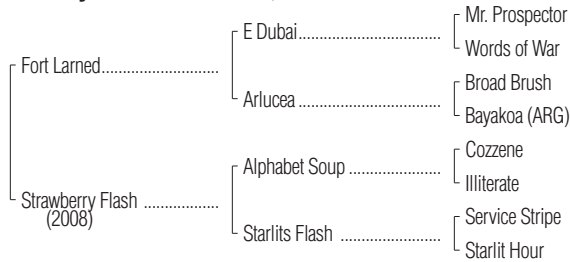 Mr. Prospector
E Dubai
Words of War
Fort Larned
Broad Brush
Arlucea
Bayakoa (ARG)
Cozzene
Alphabet Soup
Illiterate
Strawberry Flash
(2008)
Service Stripe
Starlits Flash
Starlit Hour